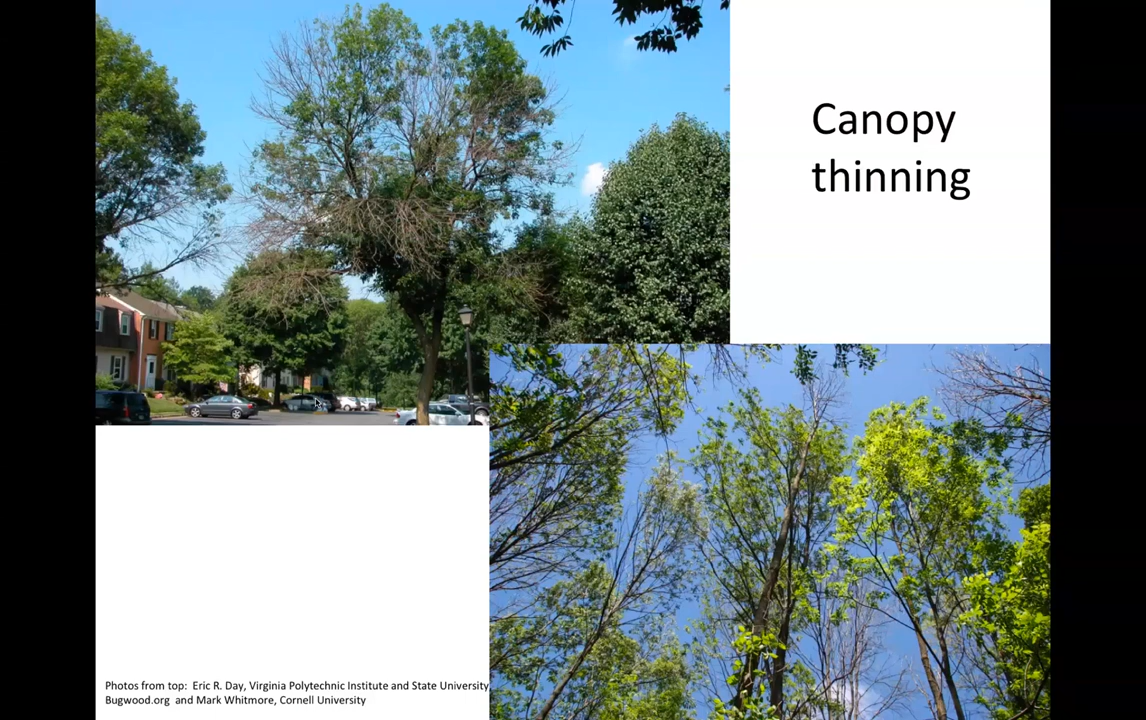 Canopy
thinning
Photos from top:  Eric R. Day, Virginia Polytechnic Institute and State University,
Bugwood.org  and Mark Whitmore, Cornell University